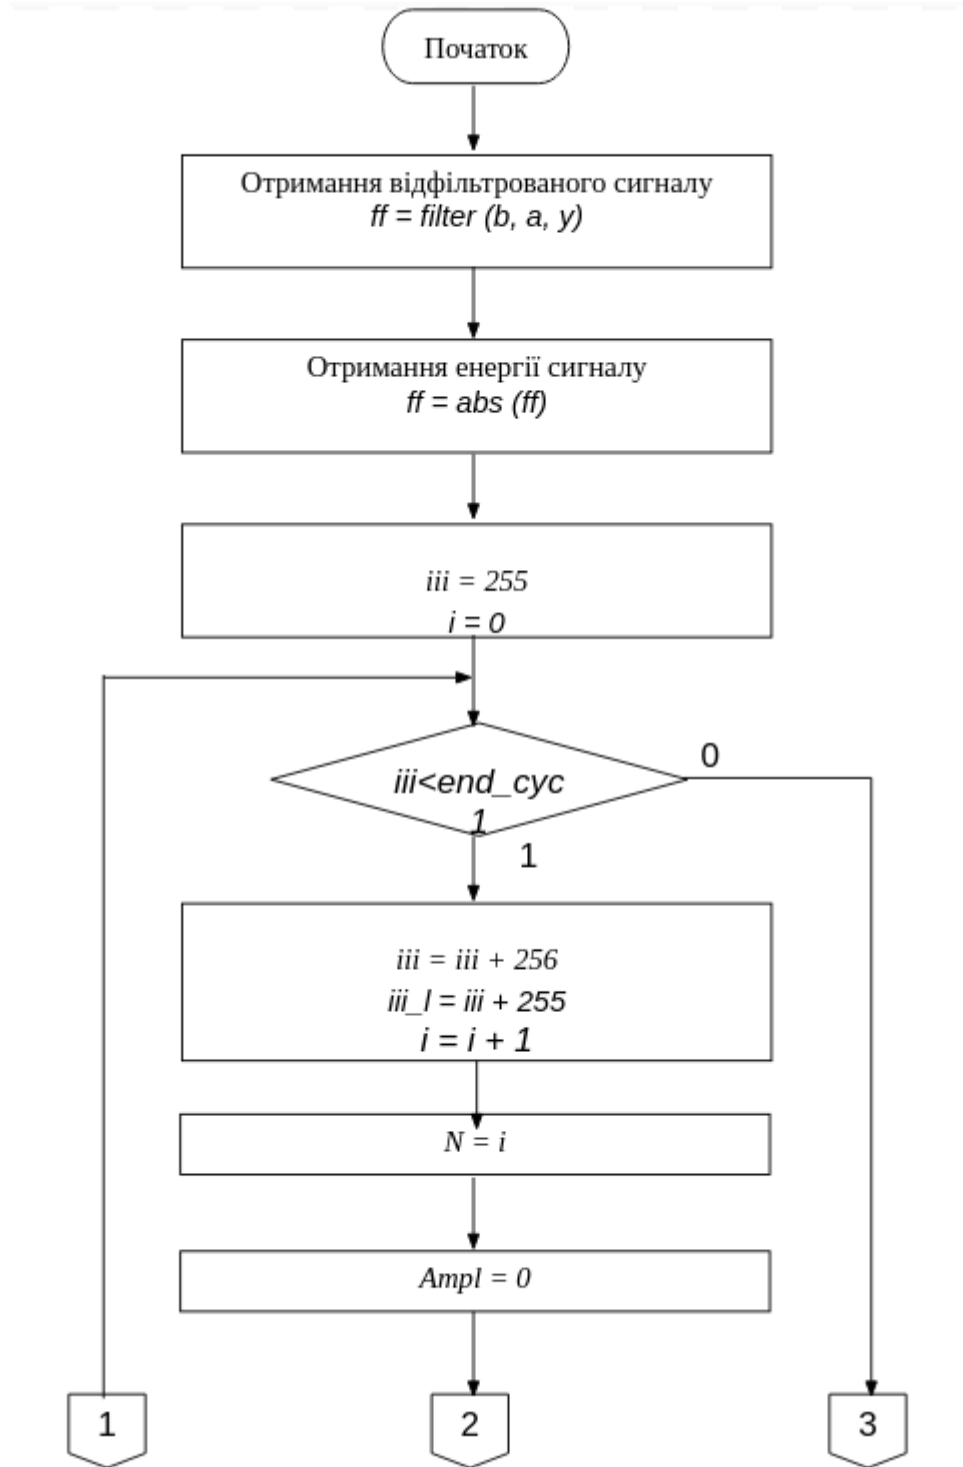 Початок
Отримання відфільтрованого сигналу
ff = filter (b, a, y)
Отримання енергії сигналу
ff = abs (ff)
iii = 255
i = 0
iii<end_cyc
1
0
1
iii = iii + 256
iii_l = iii + 255
i = i + 1
N = i
Ampl = 0
1
2
3